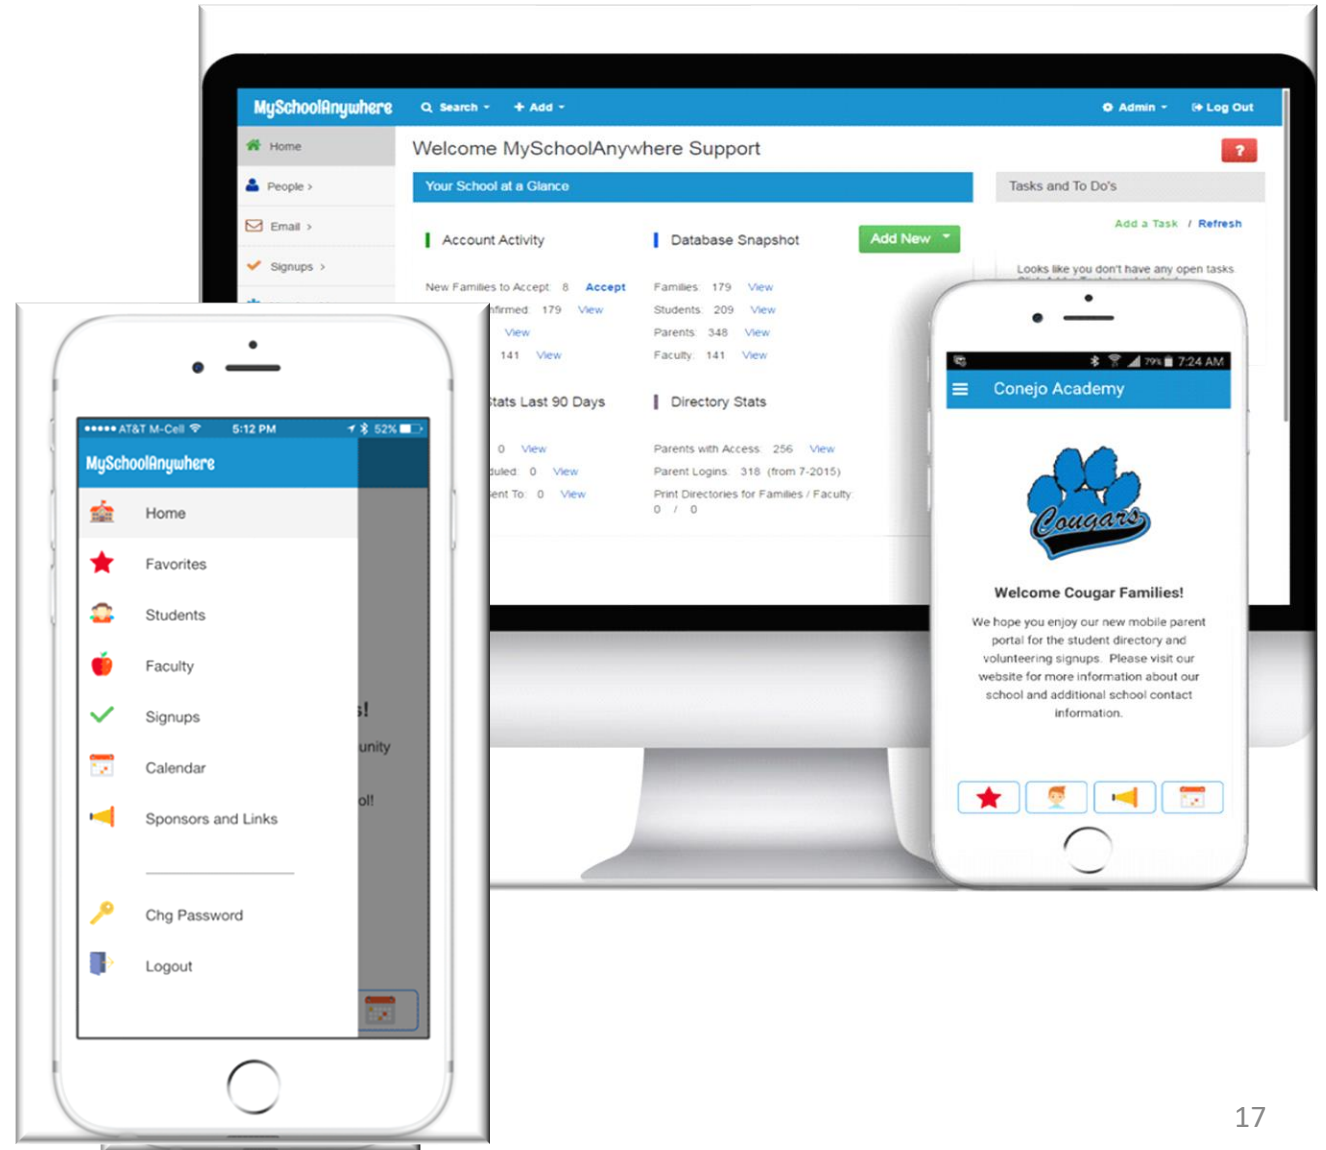 MySchoolAnywhere Search + Add Admin Log Out
Home
People >
Email >
Signups >
Welcome MySchoolAnywhere Support
?
Your School at a Glance
Account Activity
New Families to Accept: 8 Accept
nfirmed: 179 View
View
141 View
tats Last 90 Days
0 View
duled: 0 View
ent To: 0 View
Database Snapshot
Add New
Families: 179 View
Students: 209 View
Parents: 348 View
Faculty: 141 View
Directory Stats
Parents with Access: 256 View
Parent Logins: 318 (from 7-2015)
Print Directories for Families / Faculty:
0 / 0
Tasks and To Do's
Add a Task / Refresh
Looks like you don't have any open tasks.
AT&T M-Cell 5:12 PM 52%
MySchoolAnywhere
Home
Favorites
Students
Faculty
Signups
Calendar
Sponsors and Links
Chg Password
Logout
s!
unity
ol!
79% 7:24 AM
Conejo Academy
Cougars
Welcome Cougar Families!
We hope you enjoy our new mobile parent
portal for the student directory and
volunteering signups. Please visit our
website for more information about our
school and additional school contact
information.
17